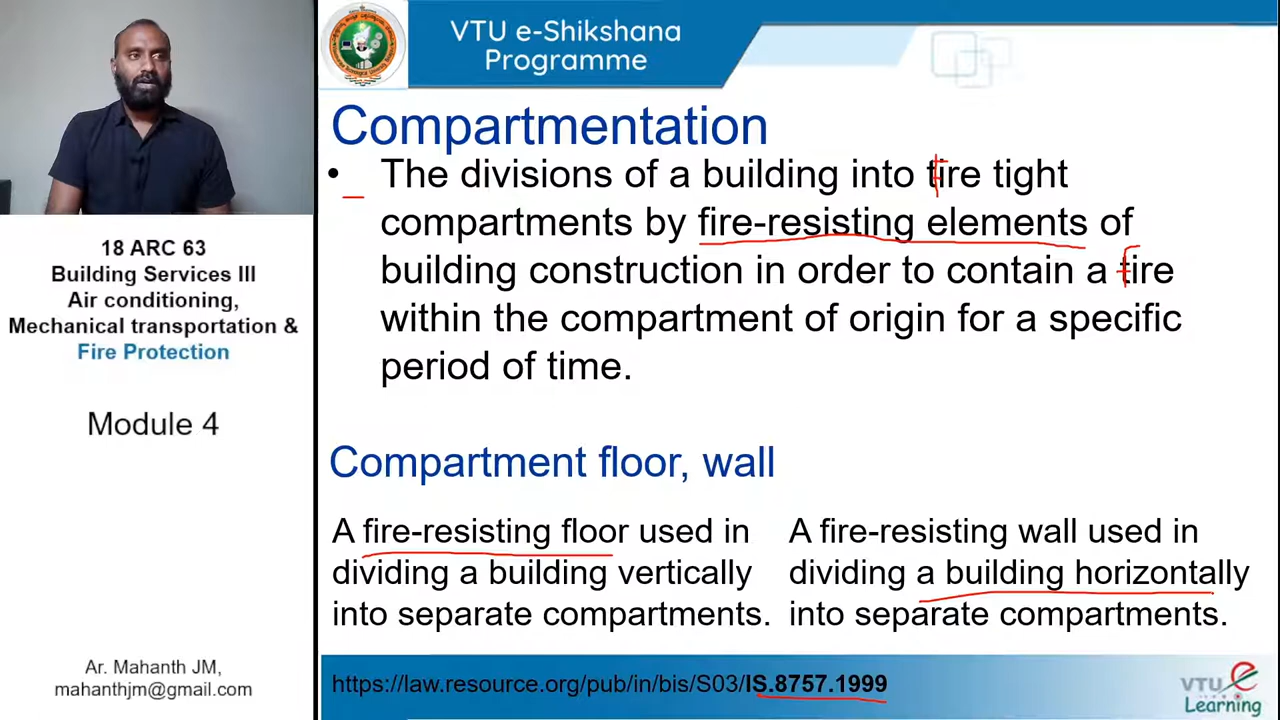 VTU e-Shikshana
Programme
Compartmentation
• The divisions of a building into fire tight
compartments by fire-resisting elements of
building construction in order to contain a fire
within the compartment of origin for a specific
period of time.
18 ARC 63
Building Services III
Air conditioning,
Mechanical transportation &
Fire Protection
Module 4
Compartment floor, wall
A fire-resisting floor used in
dividing a building vertically
into separate compartments.
A fire-resisting wall used in
dividing a building horizontally
into separate compartments.
Ar. Mahanth JM,
mahanthjm@gmail.com
https://law.resource.org/pub/in/bis/S03/IS.8757.1999
VTU e
Learning